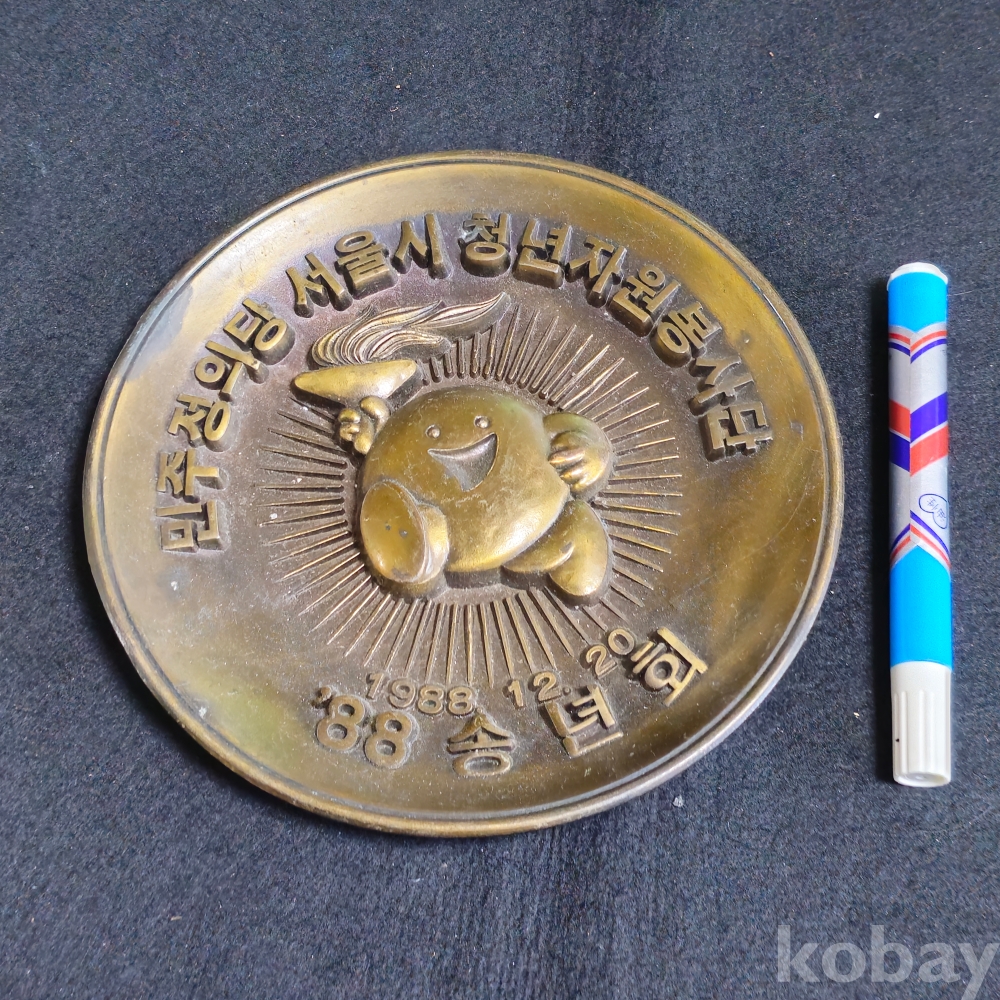 민주정의당 서울시 청년자원봉사단
1988. 12. 20
'88 송년회
kobay